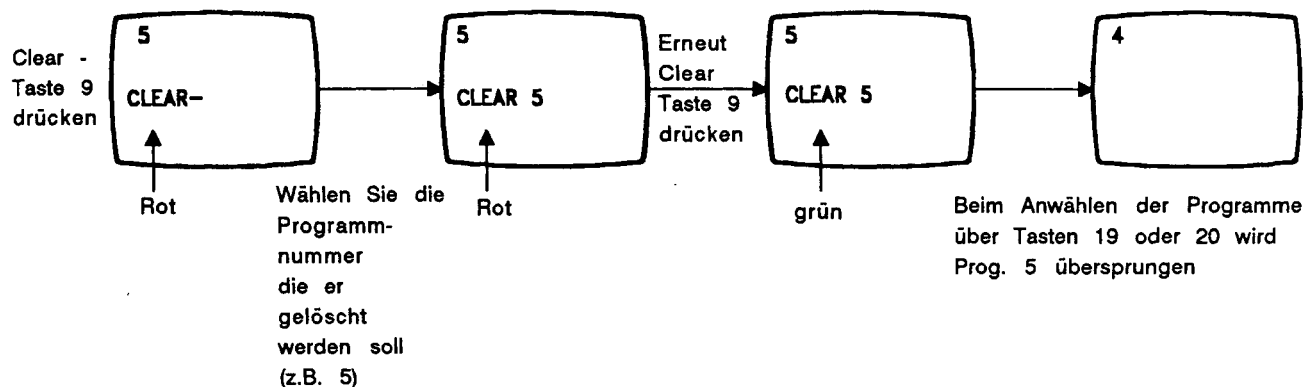 Clear -
Taste 9
drücken
5
CLEAR–
Rot
Wählen Sie die
Programm-
nummer
die er
gelöscht
werden soll
(z.B. 5)
5
CLEAR 5
Rot
Erneut
Clear
Taste 9
drücken
5
CLEAR 5
grün
4
Beim Anwählen der Programme
über Tasten 19 oder 20 wird
Prog. 5 übersprungen